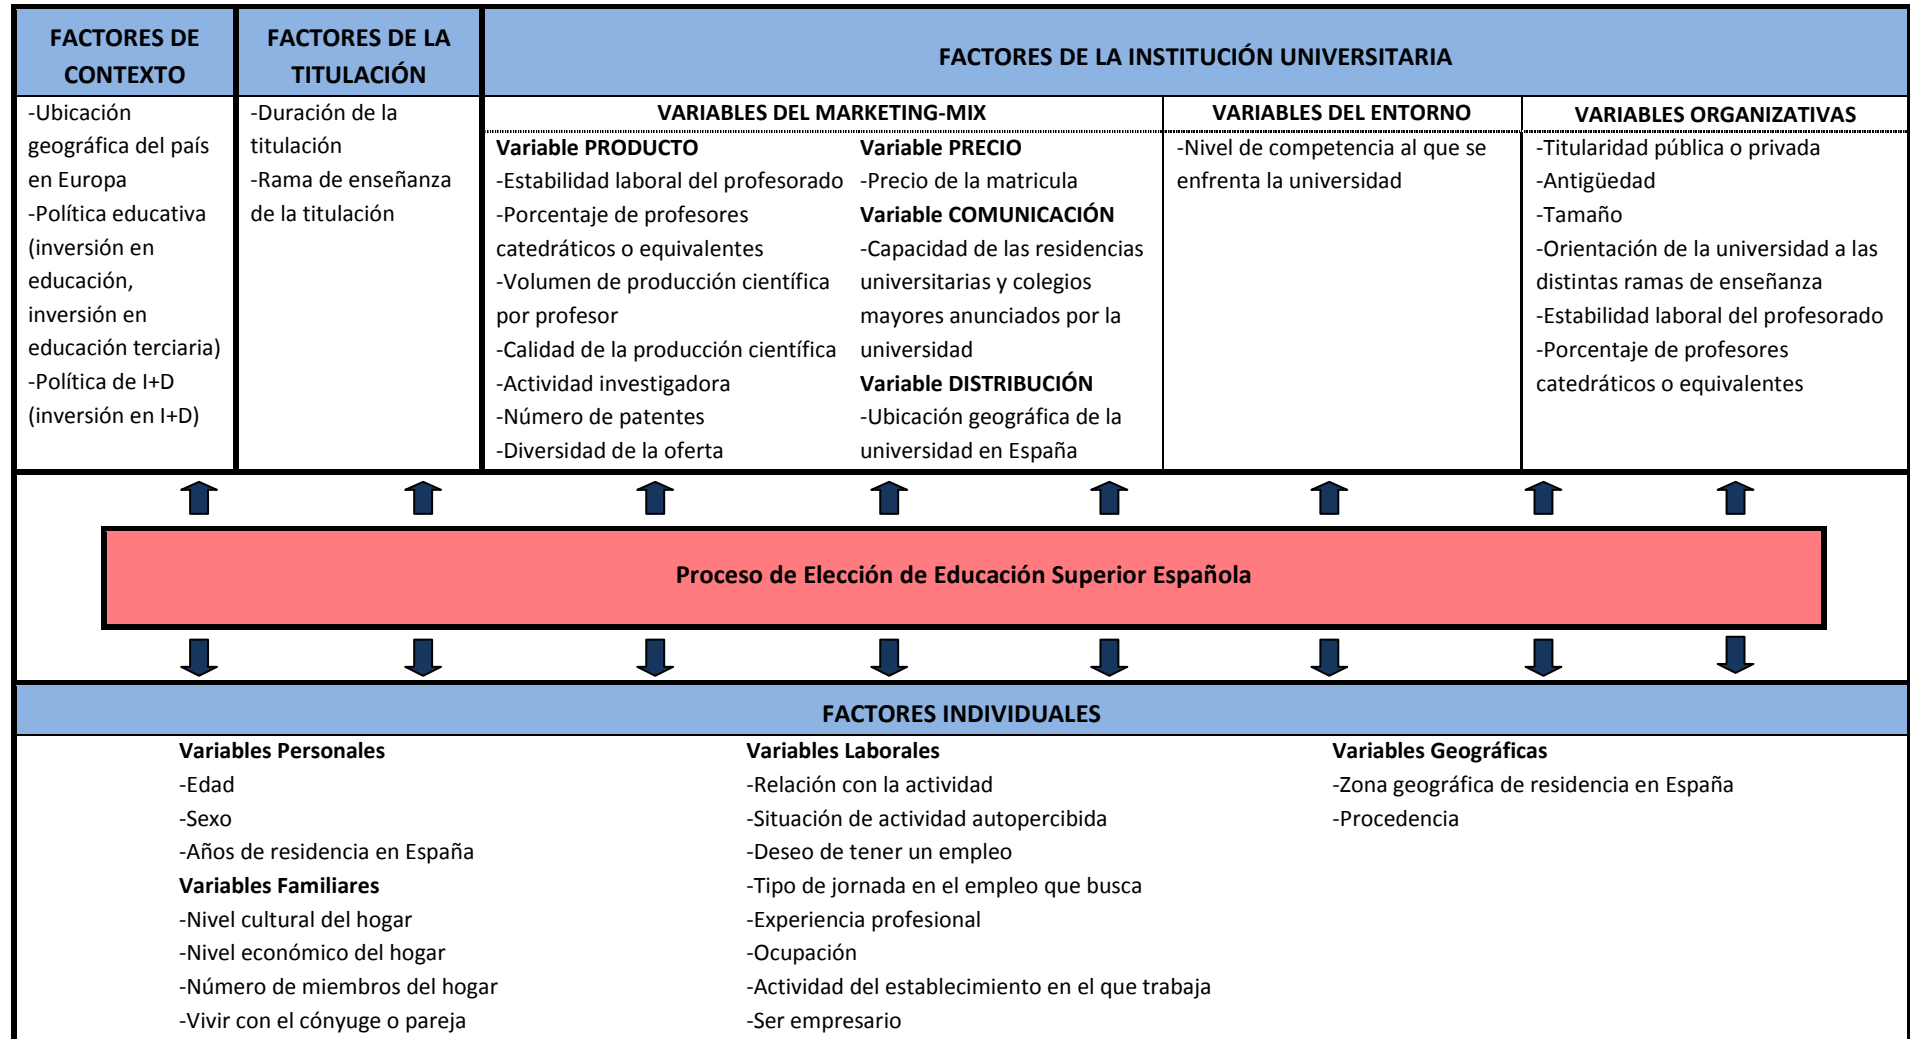 FACTORES DE
CONTEXTO
FACTORES DE LA
TITULACIÓN
FACTORES DE LA INSTITUCIÓN UNIVERSITARIA
-Ubicación
geográfica del país
en Europa
-Política educativa
(inversión en
educación,
inversión en
educación terciaria)
-Política de I+D
(inversión en I+D)
-Duración de la
titulación
-Rama de enseñanza
de la titulación
VARIABLES DEL MARKETING-MIX
Variable PRODUCTO
-Estabilidad laboral del profesorado
-Porcentaje de profesores
catedráticos o equivalentes
-Volumen de producción científica
por profesor
-Calidad de la producción científica
-Actividad investigadora
-Número de patentes
-Diversidad de la oferta
Variable PRECIO
-Precio de la matricula
Variable COMUNICACIÓN
-Capacidad de las residencias
universitarias y colegios
mayores anunciados por la
universidad
Variable DISTRIBUCIÓN
-Ubicación geográfica de la
universidad en España
VARIABLES DEL ENTORNO
-Nivel de competencia al que se
enfrenta la universidad
VARIABLES ORGANIZATIVAS
-Titularidad pública o privada
-Antigüedad
-Tamaño
-Orientación de la universidad a las
distintas ramas de enseñanza
-Estabilidad laboral del profesorado
-Porcentaje de profesores
catedráticos o equivalentes
Proceso de Elección de Educación Superior Española
FACTORES INDIVIDUALES
Variables Personales
-Edad
-Sexo
-Años de residencia en España
Variables Familiares
-Nivel cultural del hogar
-Nivel económico del hogar
-Número de miembros del hogar
-Vivir con el cónyuge o pareja
Variables Laborales
-Relación con la actividad
-Situación de actividad autopercibida
-Deseo de tener un empleo
-Tipo de jornada en el empleo que busca
-Experiencia profesional
-Ocupación
-Actividad del establecimiento en el que trabaja
-Ser empresario
Variables Geográficas
-Zona geográfica de residencia en España
-Procedencia